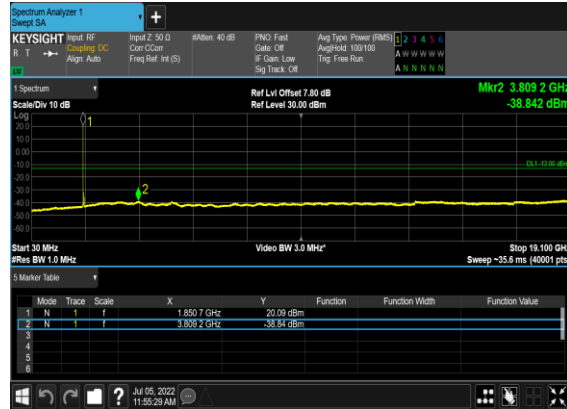 Spectrum Analyzer 1
Swept SA
+
KEYSIGHT Input: RF Input Z: 50 Ω #Atten: 40 dB PNO: Fast Avg Type: Power (RMS) 1 2 3 4 5 6
R T Coupling: DC Corr CCorr Gate: Off Avg|Hold: 100/100 A W W W W W
Align: Auto Freq Ref: Int (S) IF Gain: Low Trig: Free Run
Sig Track: Off A N N N N N
1 Spectrum Ref Lvl Offset 7.80 dB Mkr2 3.809 2 GHz
Scale/Div 10 dB Ref Level 30.00 dBm -38.842 dBm
Log
20.0
10.0
0.00
-10.0
-20.0
-30.0
-40.0
-50.0
-60.0
1
2
DL1 -13.00 dBm
Start 30 MHz Video BW 3.0 MHz* Stop 19.100 GHz
#Res BW 1.0 MHz Sweep ~35.6 ms (40001 pts)
5 Marker Table
Mode Trace Scale X Y Function Function Width Function Value
1 N 1 f 1.850 7 GHz 20.09 dBm
2 N 1 f 3.809 2 GHz -38.84 dBm
3
4
5
6
? Jul 05, 2022
11:55:29 AM